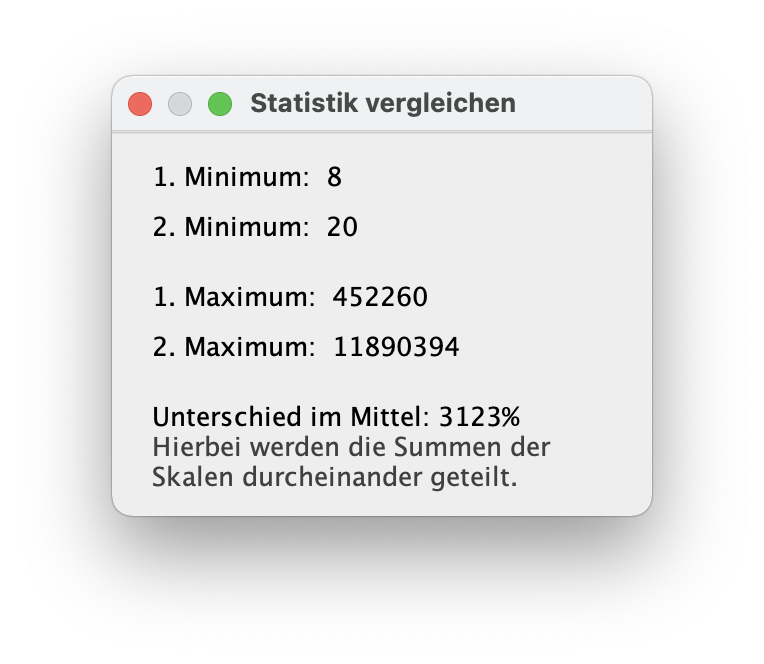 Statistik vergleichen
1. Minimum: 8
2. Minimum: 20
1. Maximum: 452260
2. Maximum: 11890394
Unterschied im Mittel: 3123%
Hierbei werden die Summen der
Skalen durcheinander geteilt.